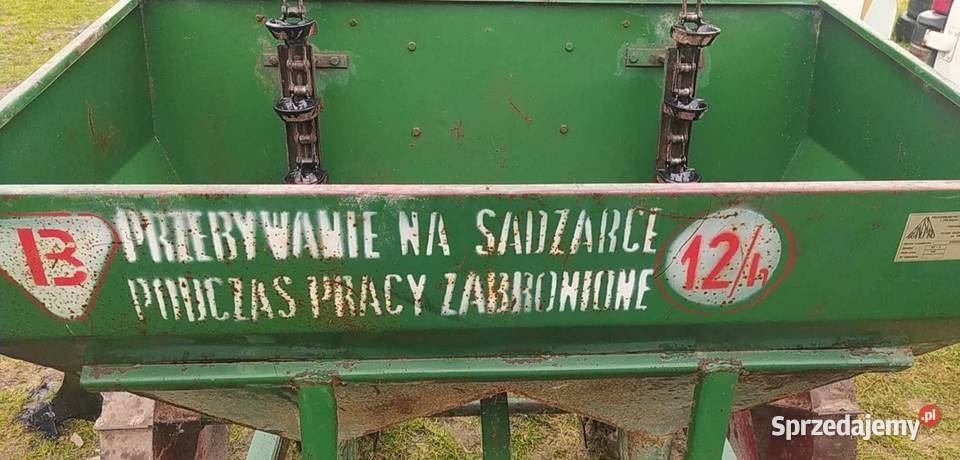 B
PRZEBYWANIE NA SADZARCE
PODCZAS PRACY ZABRONIONE
12/h
Sprzedajemy.pl